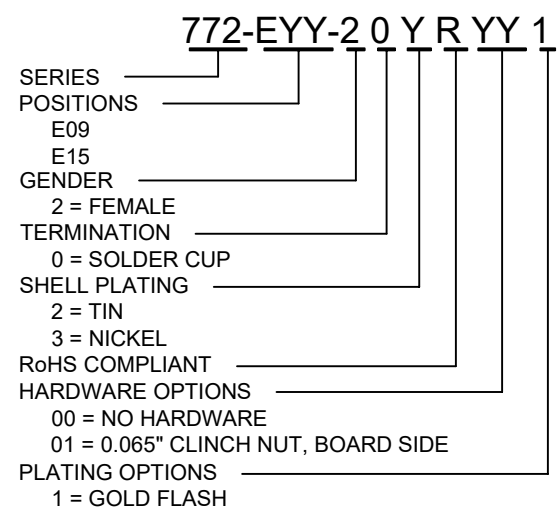 772-EYY-2 0 Y R YY 1
SERIES
POSITIONS
E09
E15
GENDER
2 = FEMALE
TERMINATION
0 = SOLDER CUP
SHELL PLATING
2 = TIN
3 = NICKEL
RoHS COMPLIANT
HARDWARE OPTIONS
00 = NO HARDWARE
01 = 0.065" CLINCH NUT, BOARD SIDE
PLATING OPTIONS
1 = GOLD FLASH